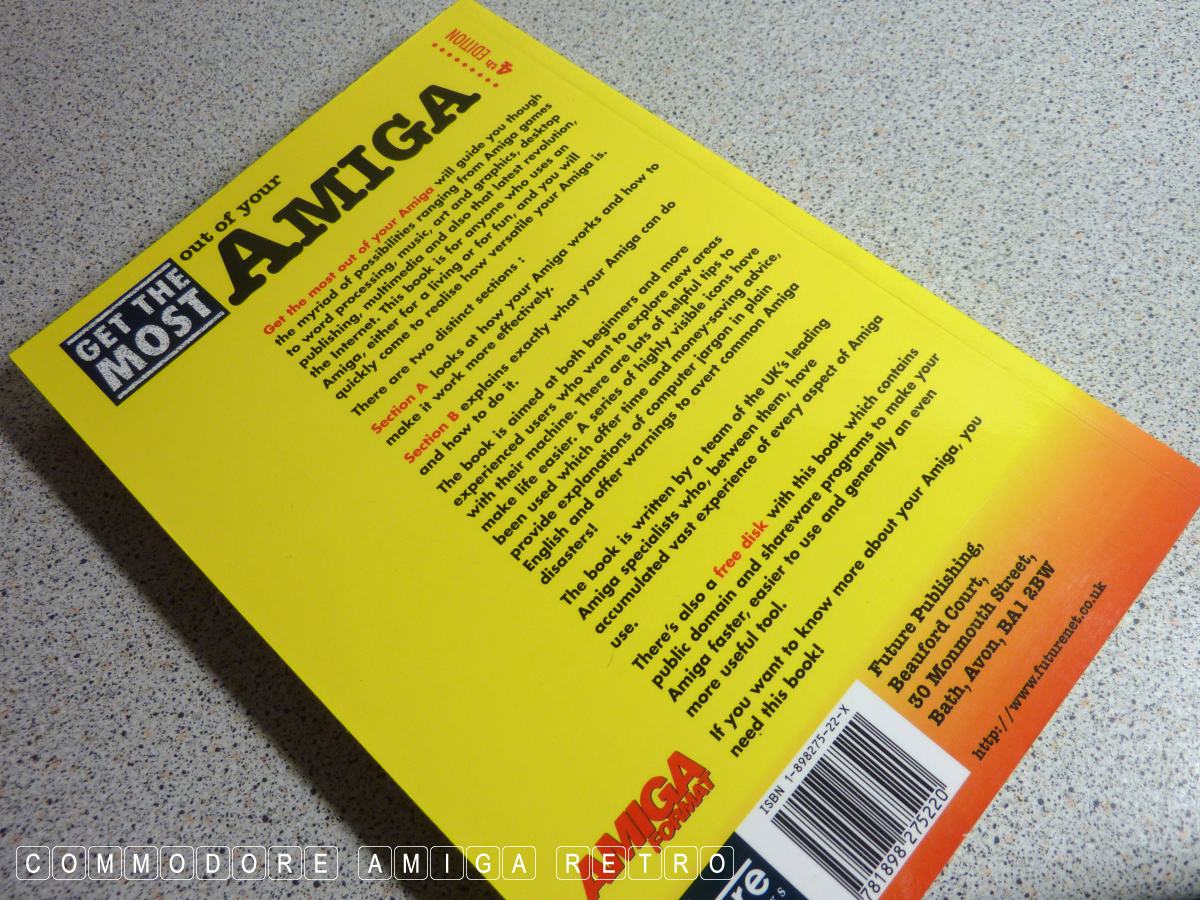 4th EDITION
GET THE
MOST
out of your
AMIGA
Get the most out of your Amiga will guide you though
the myriad of possibilities ranging from Amiga games
to word processing, music, art and graphics, desktop
publishing, multimedia and also that latest revolution,
the Internet. This book is for anyone who uses an
Amiga, either for a living or for fun, and you will
quickly come to realise how versatile your Amiga is.
There are two distinct sections :
Section A looks at how your Amiga works and how to
make it work more effectively.
Section B explains exactly what your Amiga can do
and how to do it.
The book is aimed at both beginners and more
experienced users who want to explore new areas
with their machine. There are lots of helpful tips to
make life easier. A series of highly visible icons have
been used which offer time and money-saving advice,
provide explanations of computer jargon in plain
English and offer warnings to avert common Amiga
disasters!
The book is written by a team of the UK's leading
Amiga specialists who, between them, have
accumulated vast experience of every aspect of Amiga
use.
There's also a free disk with this book which contains
public domain and shareware programs to make your
Amiga faster, easier to use and generally an even
more useful tool.
If you want to know more about your Amiga, you
need this book!
AMIGA
FORMAT
Future Publishing,
Beauford Court,
30 Monmouth Street,
Bath, Avon, BA1 2BW
http://www.futurenet.co.uk
ISBN 1-898275-22-X
781898 275220
COMMODORE AMIGA RETRO